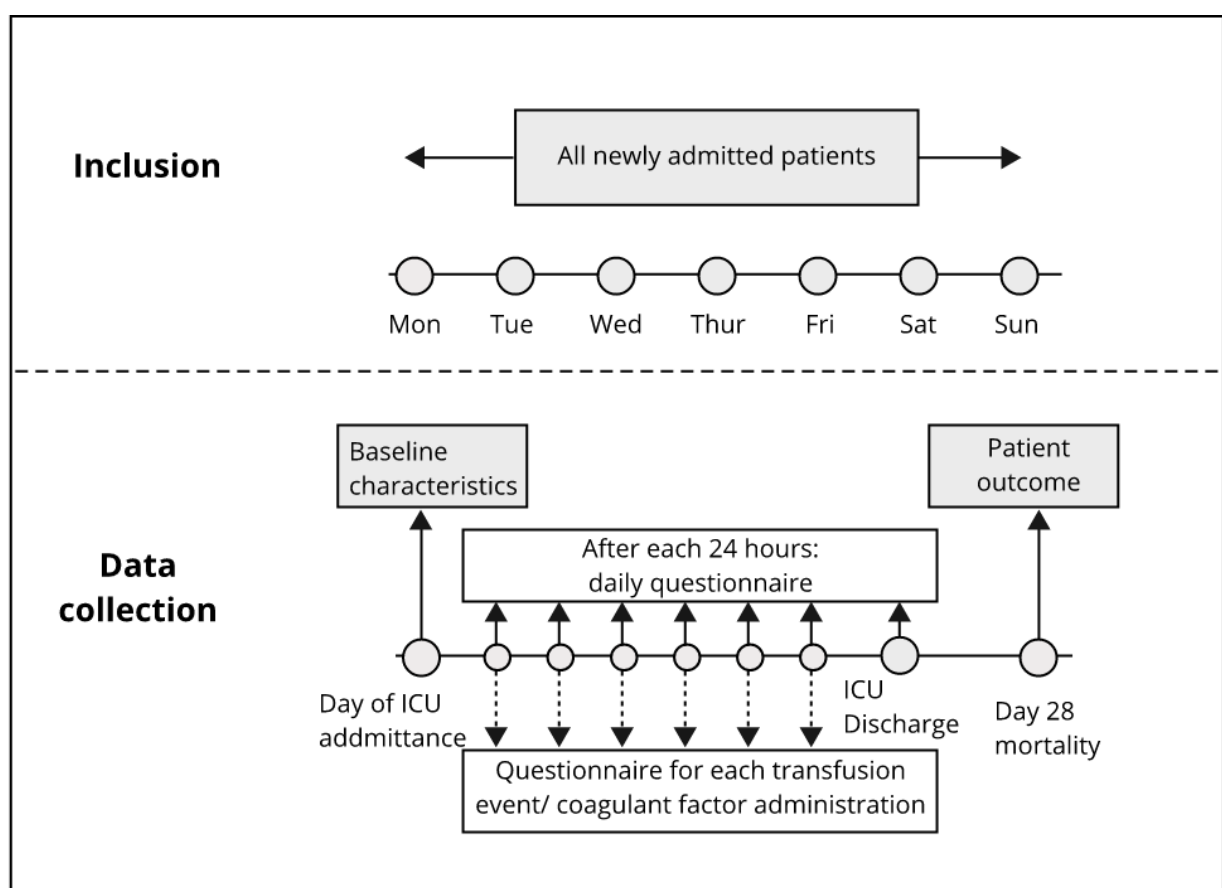 Inclusion
All newly admitted patients
Mon Tue Wed Thur Fri Sat Sun
Data
collection
Baseline
characteristics
Patient
outcome
After each 24 hours:
daily questionnaire
Day of ICU
addmittance
ICU
Discharge
Day 28
mortality
Questionnaire for each transfusion
event/ coagulant factor administration